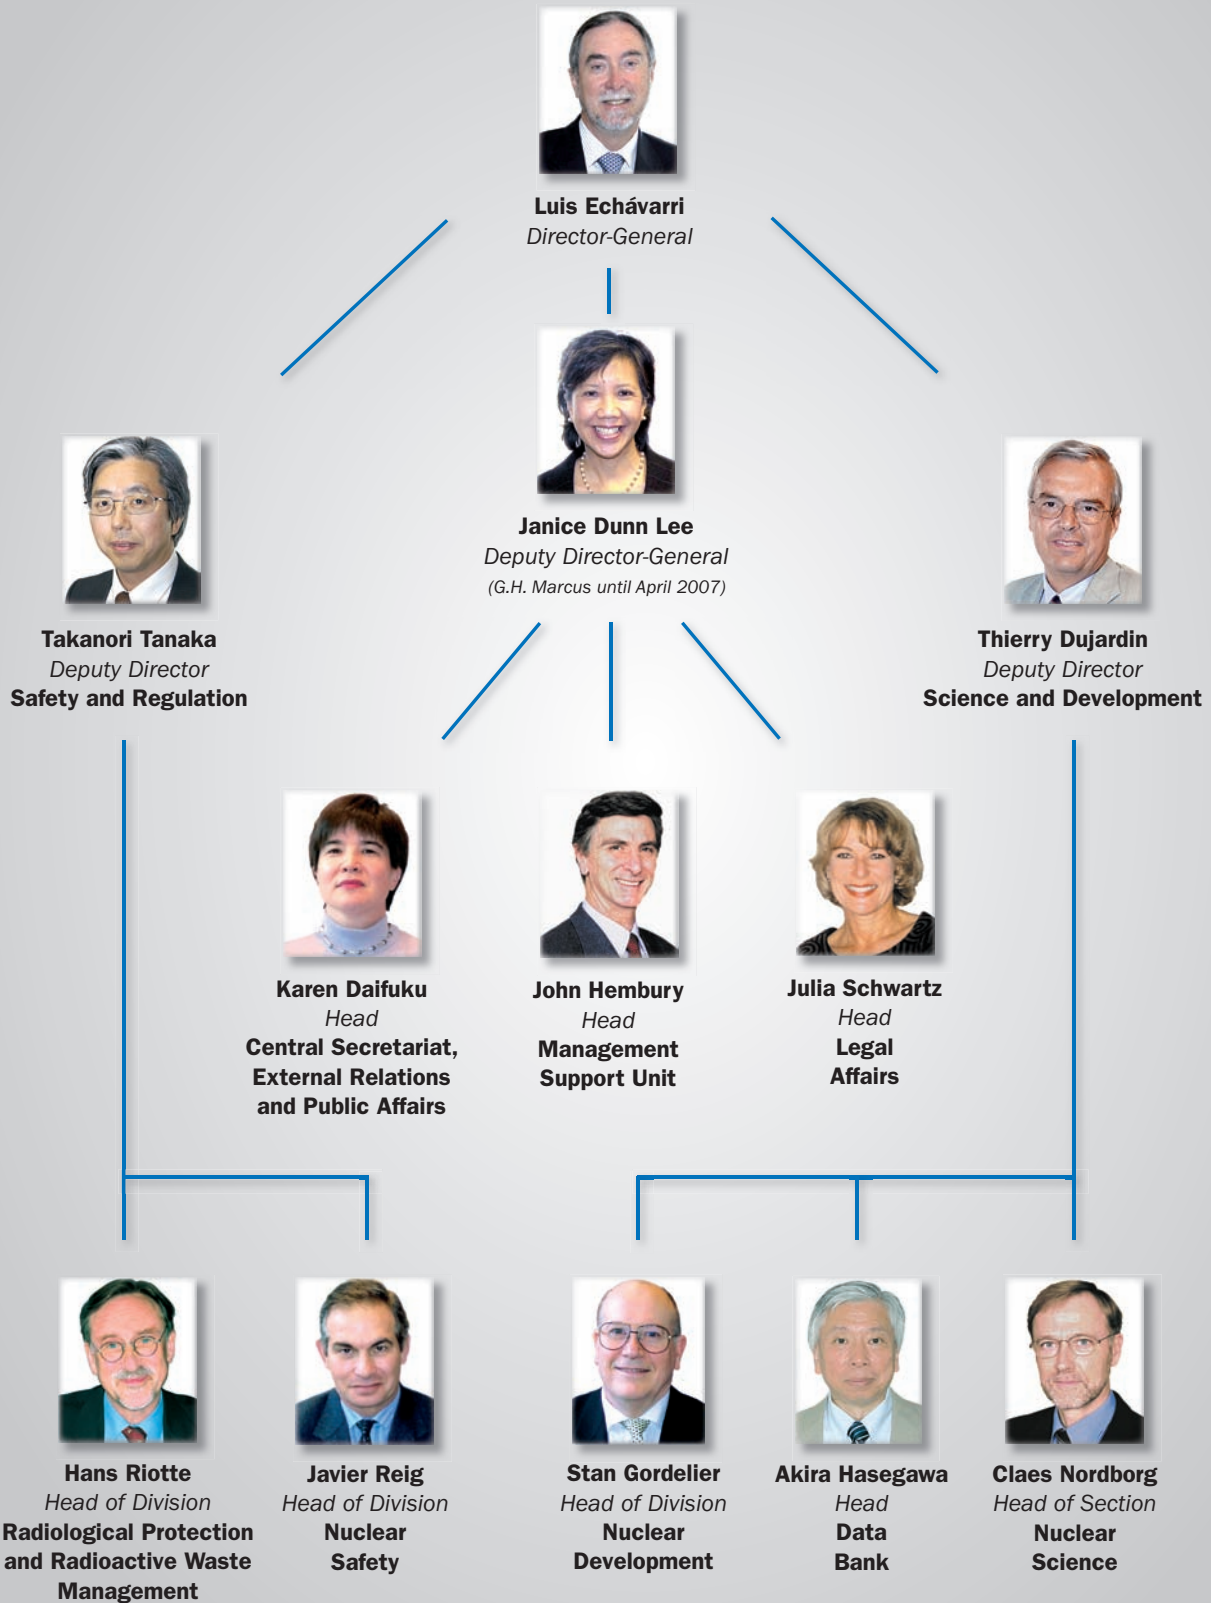 Luis Echávarri
Director-General
Janice Dunn Lee
Deputy Director-General
(G.H. Marcus until April 2007)
Takanori Tanaka
Deputy Director
Safety and Regulation
Thierry Dujardin
Deputy Director
Science and Development
Karen Daifuku
Head
Central Secretariat,
External Relations
and Public Affairs
John Hembury
Head
Management
Support Unit
Julia Schwartz
Head
Legal
Affairs
Hans Riotte
Head of Division
Radiological Protection
and Radioactive Waste
Management
Javier Reig
Head of Division
Nuclear
Safety
Stan Gordelier
Head of Division
Nuclear
Development
Akira Hasegawa
Head
Data
Bank
Claes Nordborg
Head of Section
Nuclear
Science